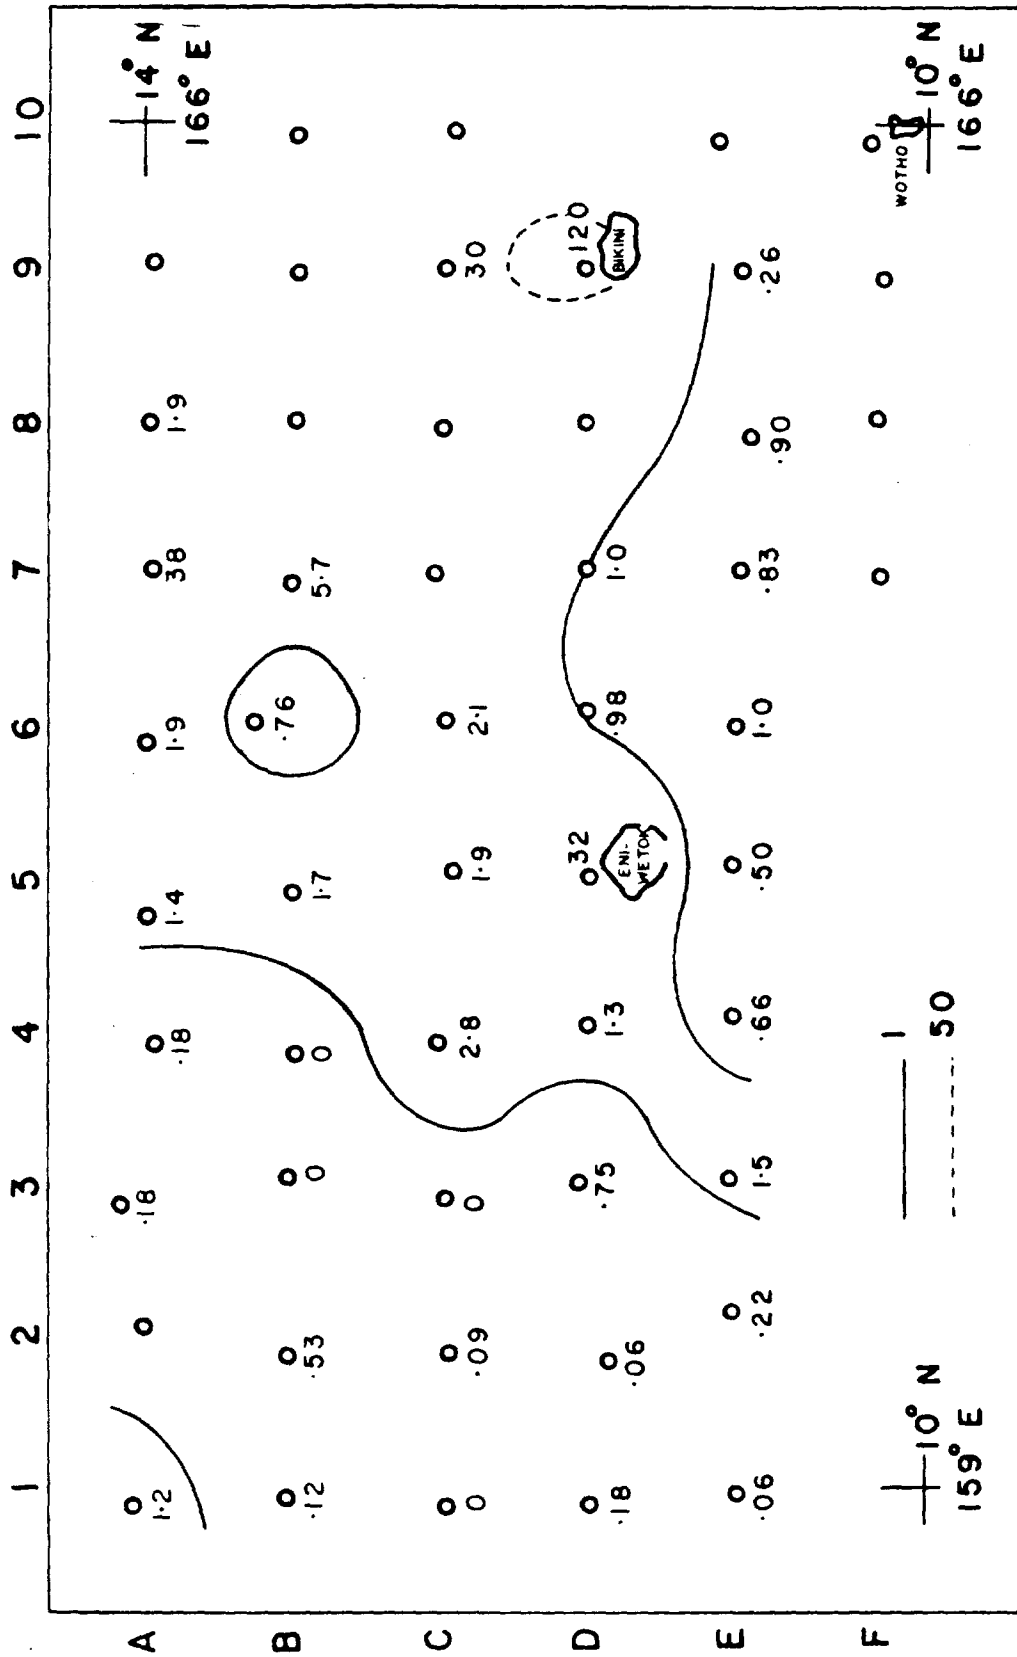 1 2 3 4 5 6 7 8 9 10
14° N
166° E
A
1.2
.18
.18
1.4
1.9
38
1.9
B
.12
.53
0
0
1.7
.76
5.7
C
0
.09
0
2.8
1.9
2.1
30
D
.18
.06
.75
1.3
32
.98
1.0
120
ENI-
WETOK
BIKINI
E
.06
.22
1.5
.66
.50
1.0
.83
.90
.26
F
WOTHO
10° N
159° E
1
50
10° N
166° E